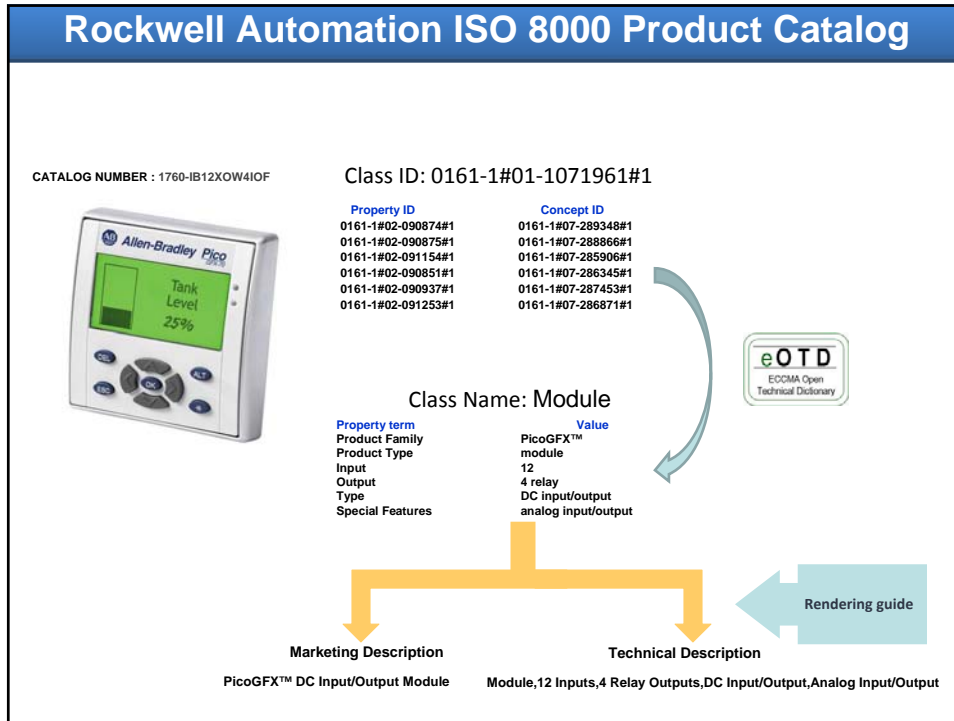 Rockwell Automation ISO 8000 Product Catalog
CATALOG NUMBER : 1760-IB12XOW4IOF
Class ID: 0161-1#01-1071961#1
Property ID Concept ID
0161-1#02-090874#1 0161-1#07-289348#1
0161-1#02-090875#1 0161-1#07-288866#1
0161-1#02-091154#1 0161-1#07-285906#1
0161-1#02-090851#1 0161-1#07-286345#1
0161-1#02-090937#1 0161-1#07-287453#1
0161-1#02-091253#1 0161-1#07-286871#1
AB Allen-Bradley Pico
Tank
Level
25%
DEL
ALT
OK
ESC
eOTD
ECCMA Open
Technical Dictionary
Class Name: Module
Property term Value
Product Family PicoGFX™
Product Type module
Input 12
Output 4 relay
Type DC input/output
Special Features analog input/output
Rendering guide
Marketing Description
PicoGFX™ DC Input/Output Module
Technical Description
Module,12 Inputs,4 Relay Outputs,DC Input/Output,Analog Input/Output